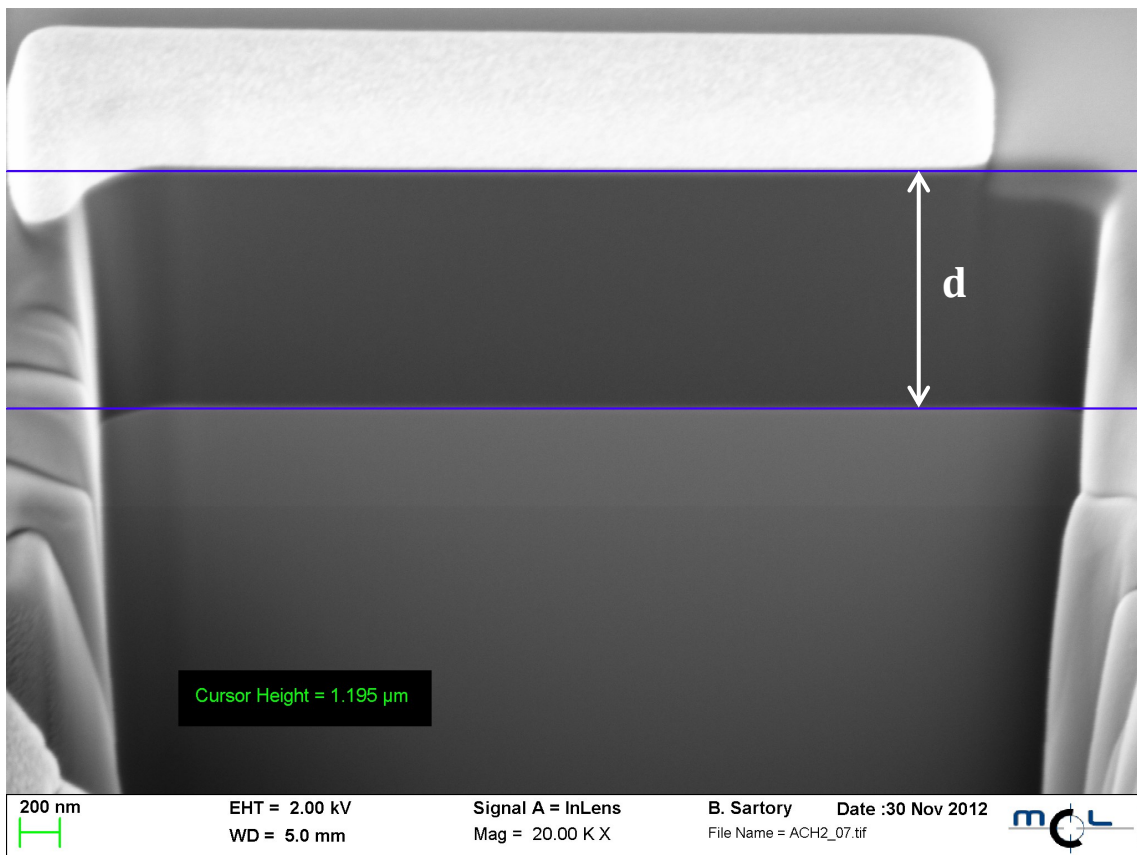 d
Cursor Height = 1.195 µm
200 nm
EHT = 2.00 kV
Signal A = InLens
B. Sartory
Date :30 Nov 2012
WD = 5.0 mm
Mag = 20.00 K X
File Name = ACH2_07.tif
mCL